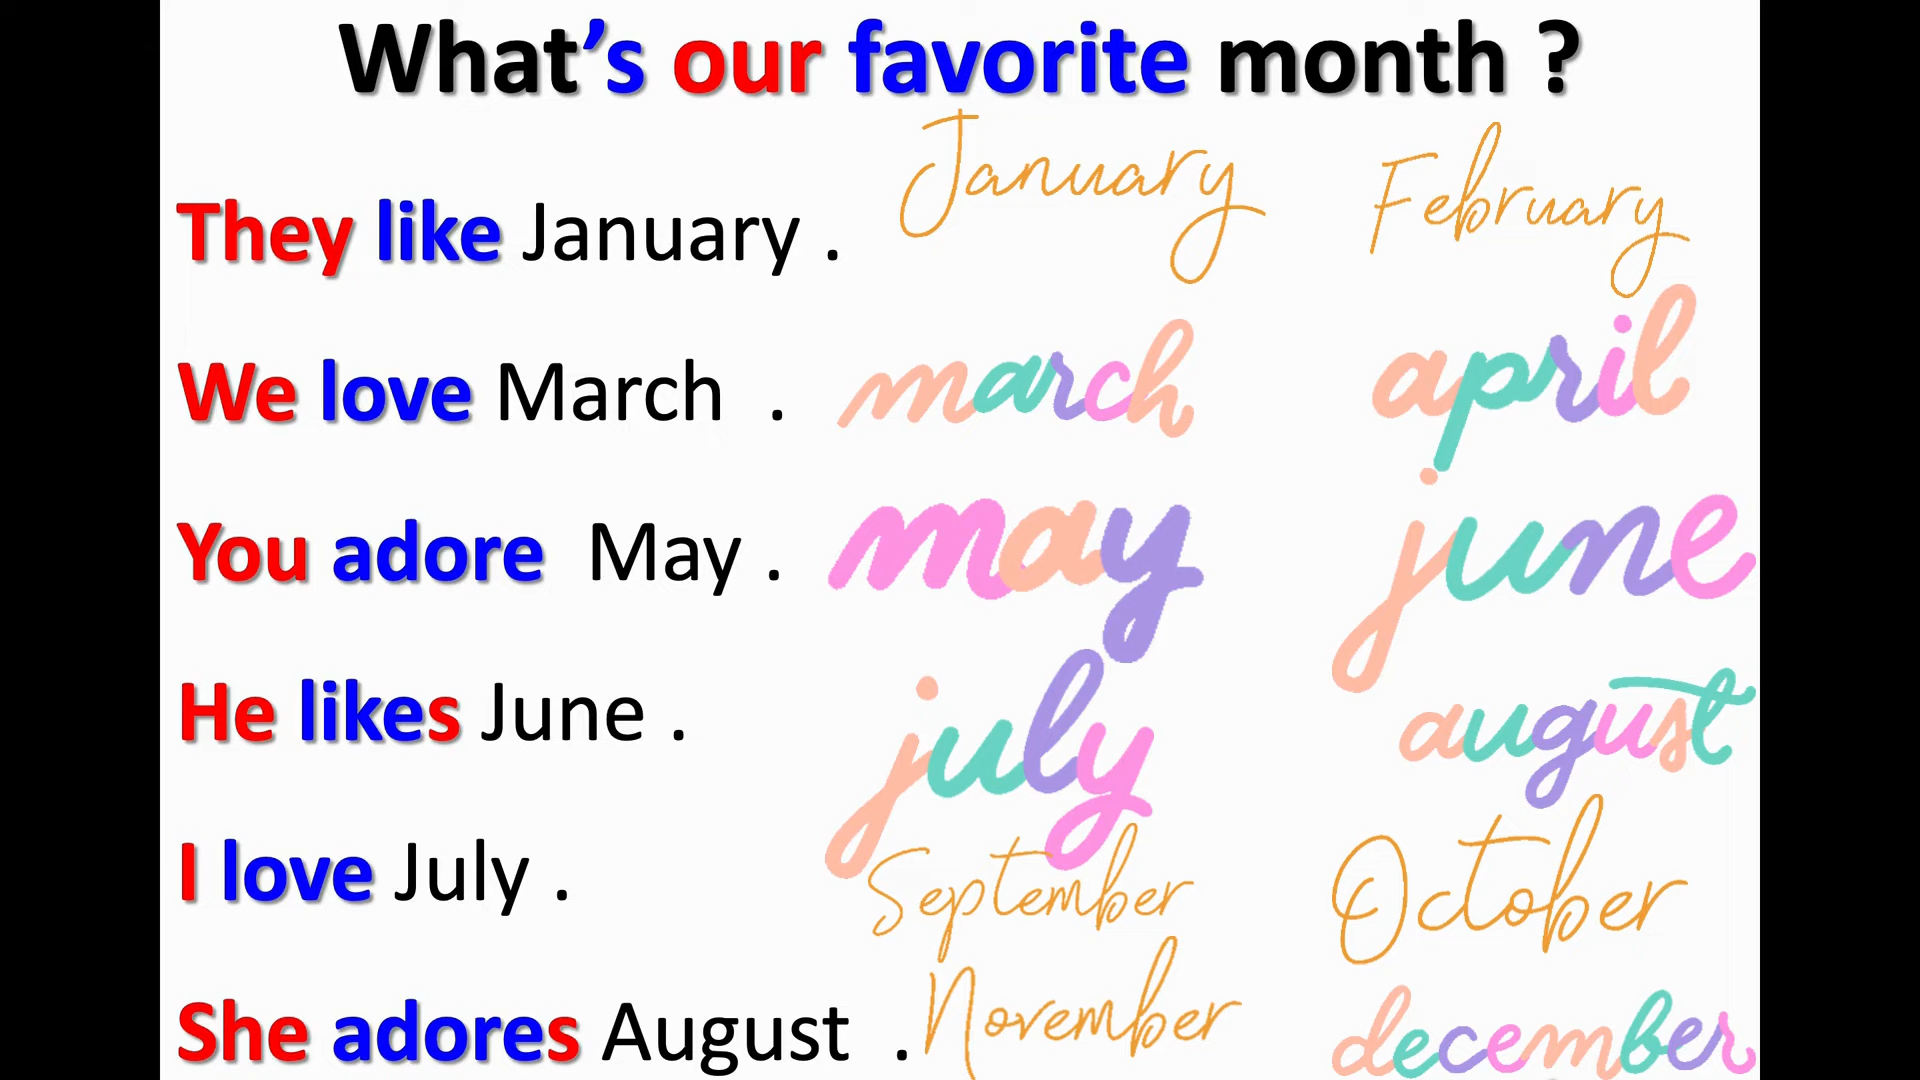 What's our favorite month ?
January February
They like January .
march april
We love March .
may june
You adore May .
july august
He likes June .
September October
I love July .
November december
She adores August .